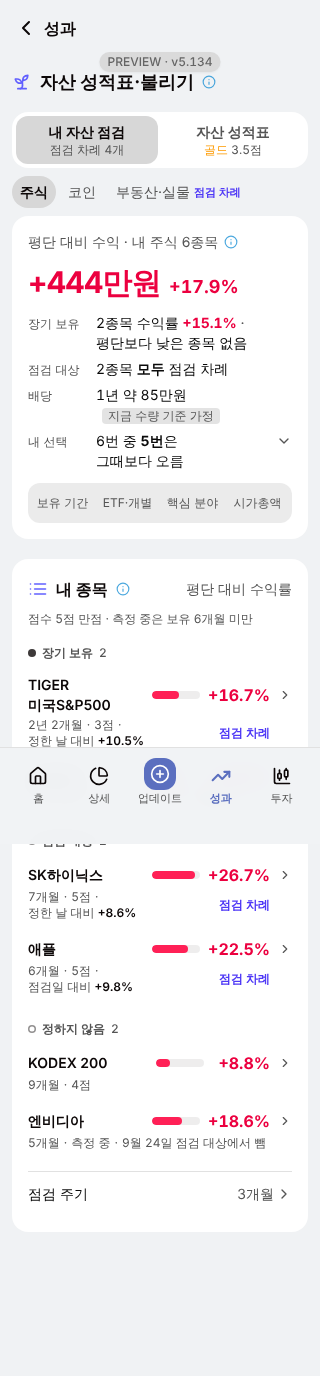 성과
PREVIEW · v5.134
자산 성적표·불리기
내 자산 점검
점검 차례 4개
자산 성적표
골드 3.5점
주식
코인
부동산·실물 점검 차례
평단 대비 수익 · 내 주식 6종목
+444만원 +17.9%
장기 보유
2종목 수익률 +15.1% ·
평단보다 낮은 종목 없음
점검 대상
2종목 모두 점검 차례
배당
1년 약 85만원
지금 수량 기준 가정
내 선택
6번 중 5번은
그때보다 오름
보유 기간
ETF·개별
핵심 분야
시가총액
내 종목
평단 대비 수익률
점수 5점 만점 · 측정 중은 보유 6개월 미만
장기 보유 2
TIGER
미국S&P500
+16.7%
2년 2개월 · 3점 ·
정한 날 대비 +10.5%
점검 차례
홈
상세
업데이트
성과
투자
SK하이닉스
+26.7%
7개월 · 5점 ·
정한 날 대비 +8.6%
점검 차례
애플
+22.5%
6개월 · 5점 ·
점검일 대비 +9.8%
점검 차례
정하지 않음 2
KODEX 200
+8.8%
9개월 · 4점
엔비디아
+18.6%
5개월 · 측정 중 · 9월 24일 점검 대상에서 뺌
점검 주기
3개월